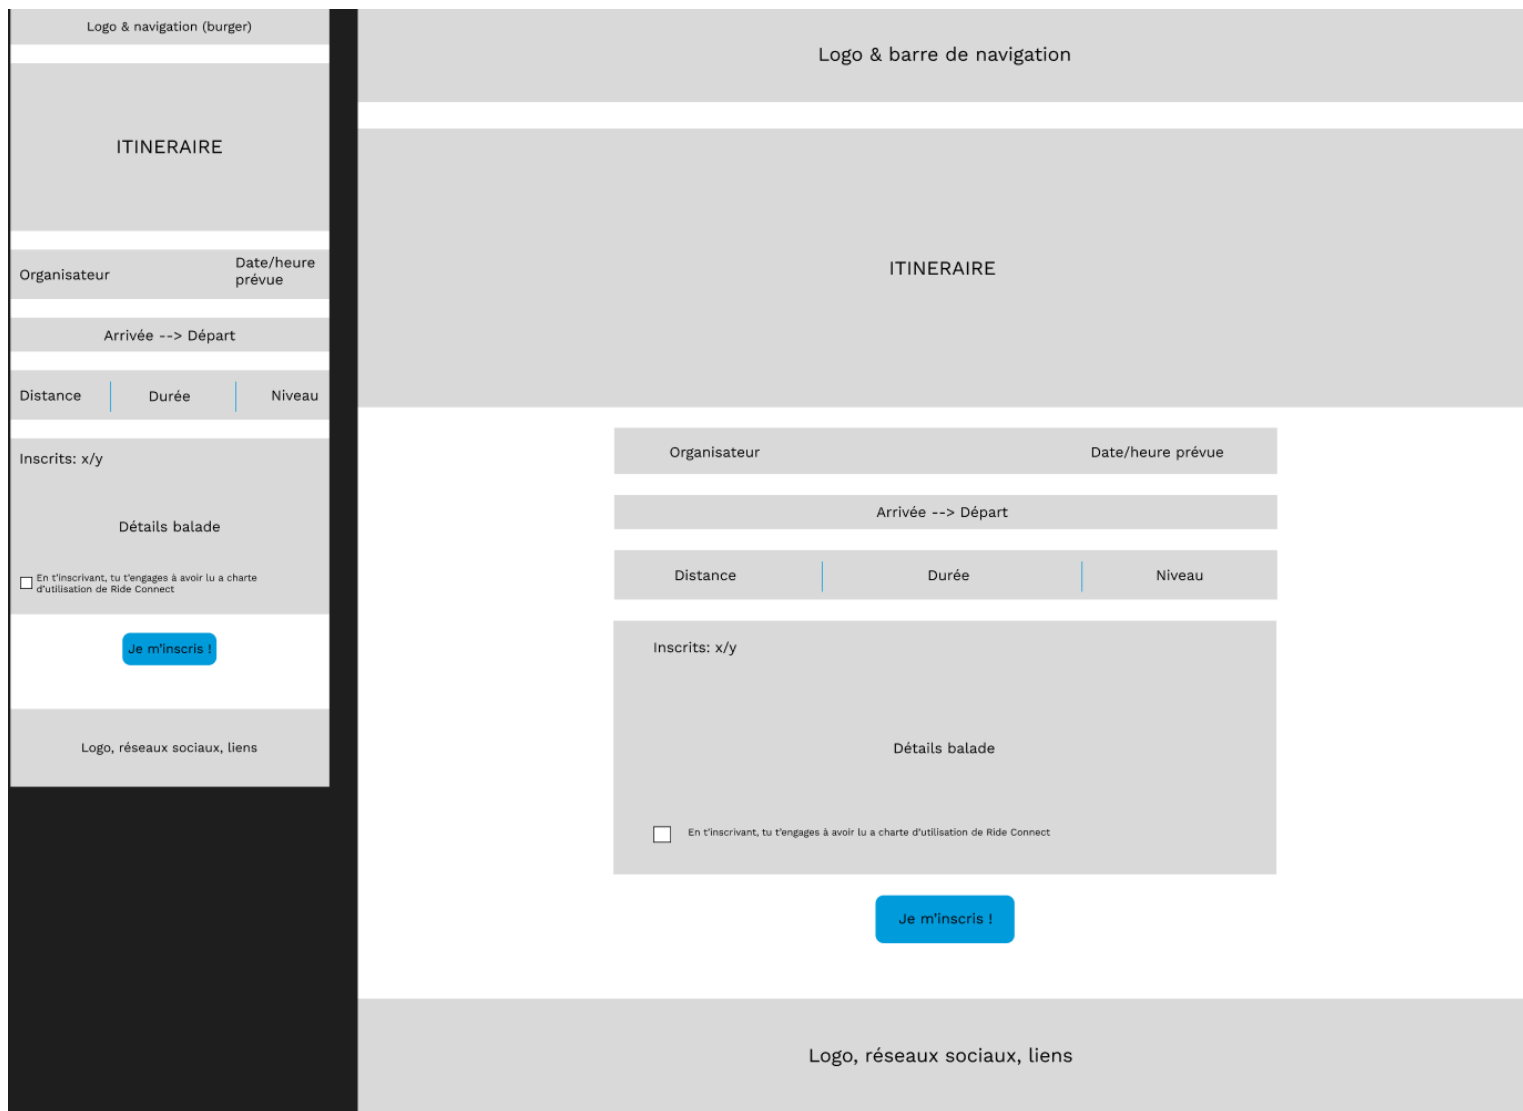 Logo & navigation (burger)
ITINERAIRE
Organisateur
Date/heure
prévue
Arrivée --> Départ
Distance
Durée
Niveau
Inscrits: x/y
Détails balade
En t'inscrivant, tu t'engages à avoir lu a charte
d'utilisation de Ride Connect
Je m'inscris !
Logo, réseaux sociaux, liens
Logo & barre de navigation
ITINERAIRE
Organisateur
Date/heure prévue
Arrivée --> Départ
Distance
Durée
Niveau
Inscrits: x/y
Détails balade
En t'inscrivant, tu t'engages à avoir lu a charte d'utilisation de Ride Connect
Je m'inscris !
Logo, réseaux sociaux, liens